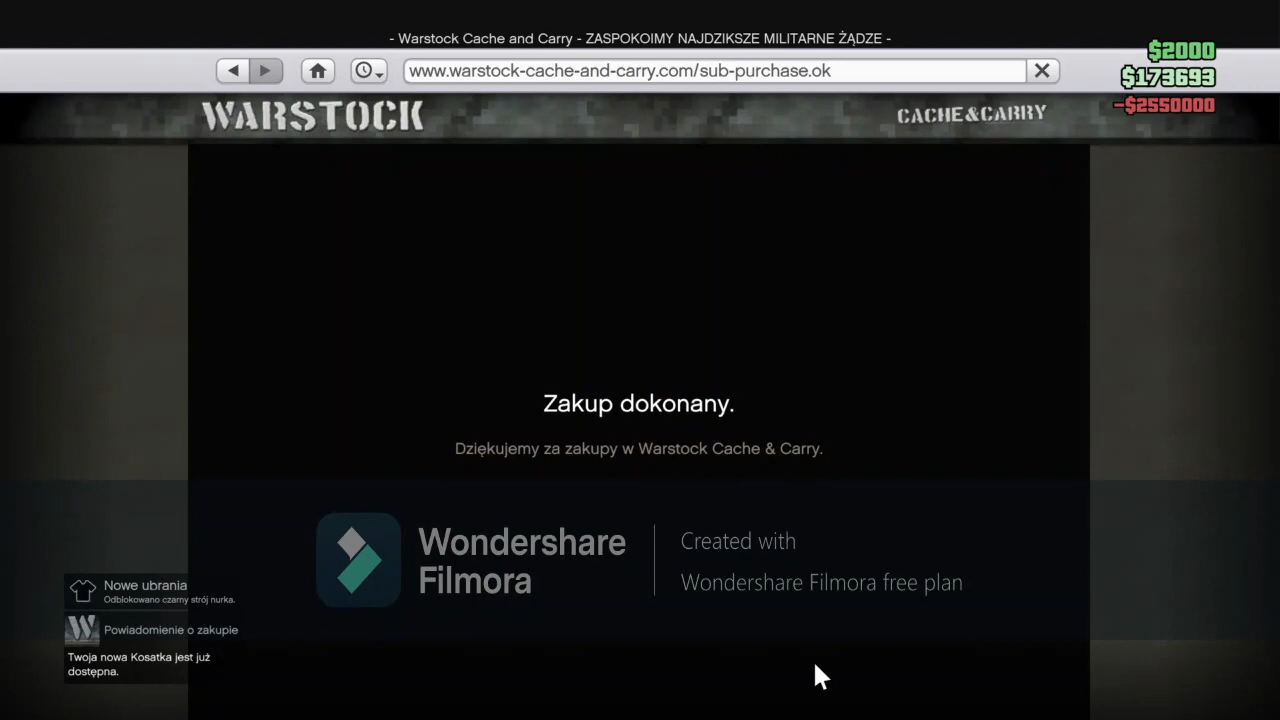 - Warstock Cache and Carry - ZASPOKOIMY NAJDZIKSZE MILITARNE ŻĄDZE -
$2000
www.warstock-cache-and-carry.com/sub-purchase.ok
$173693
-$2550000
WARSTOCK
CACHE&CARRY
Zakup dokonany.
Dziękujemy za zakupy w Warstock Cache & Carry.
Wondershare
Filmora
Created with
Wondershare Filmora free plan
Nowe ubrania
Odblokowano czarny strój nurka.
W
Powiadomienie o zakupie
Twoja nowa Kosatka jest już
dostępna.